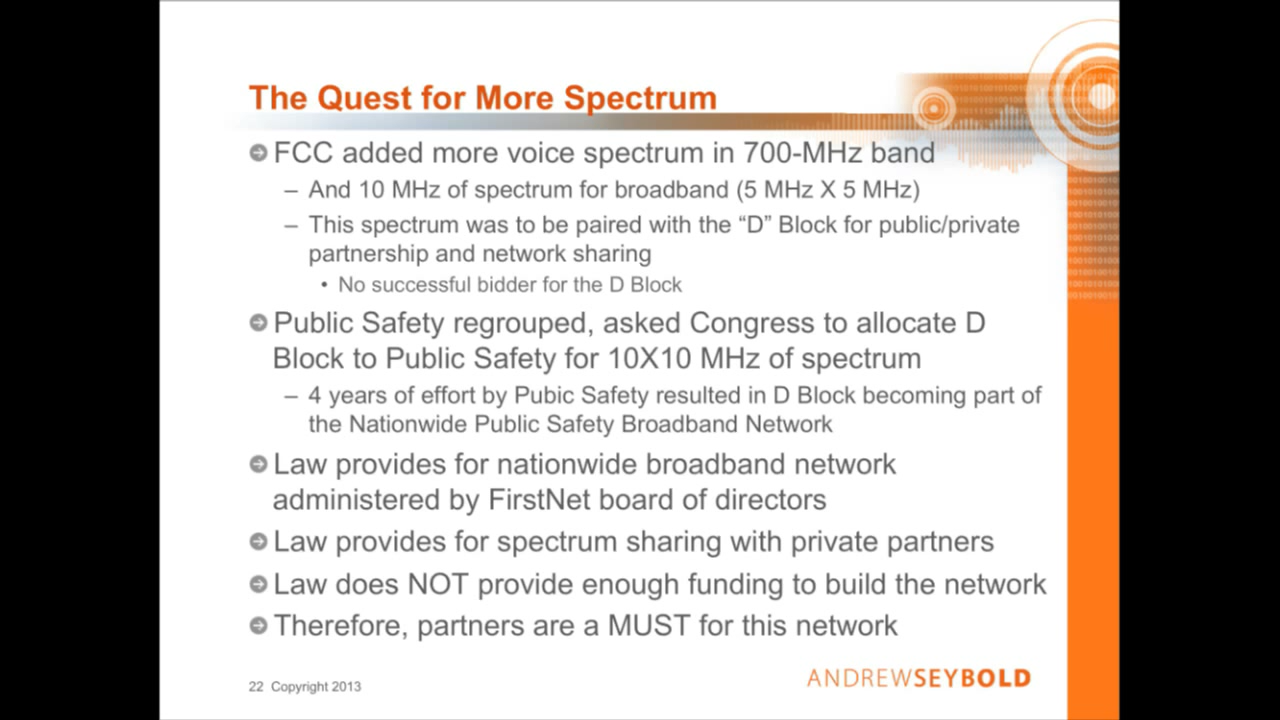 The Quest for More Spectrum
FCC added more voice spectrum in 700-MHz band
– And 10 MHz of spectrum for broadband (5 MHz X 5 MHz)
– This spectrum was to be paired with the “D” Block for public/private
partnership and network sharing
• No successful bidder for the D Block
Public Safety regrouped, asked Congress to allocate D
Block to Public Safety for 10X10 MHz of spectrum
– 4 years of effort by Pubic Safety resulted in D Block becoming part of
the Nationwide Public Safety Broadband Network
Law provides for nationwide broadband network
administered by FirstNet board of directors
Law provides for spectrum sharing with private partners
Law does NOT provide enough funding to build the network
Therefore, partners are a MUST for this network
22 Copyright 2013
ANDREWSEYBOLD